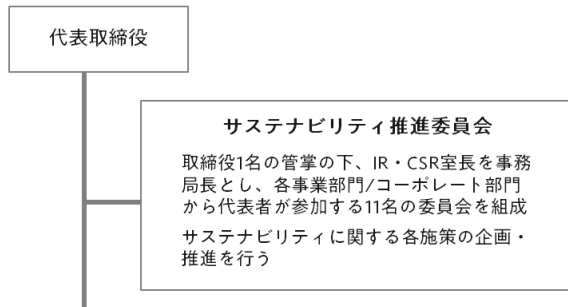 代表取締役
サステナビリティ推進委員会
取締役1名の管掌の下、IR・CSR室長を事務
局長とし、各事業部門/コーポレート部門
から代表者が参加する11名の委員会を組成
サステナビリティに関する各施策の企画・
推進を行う